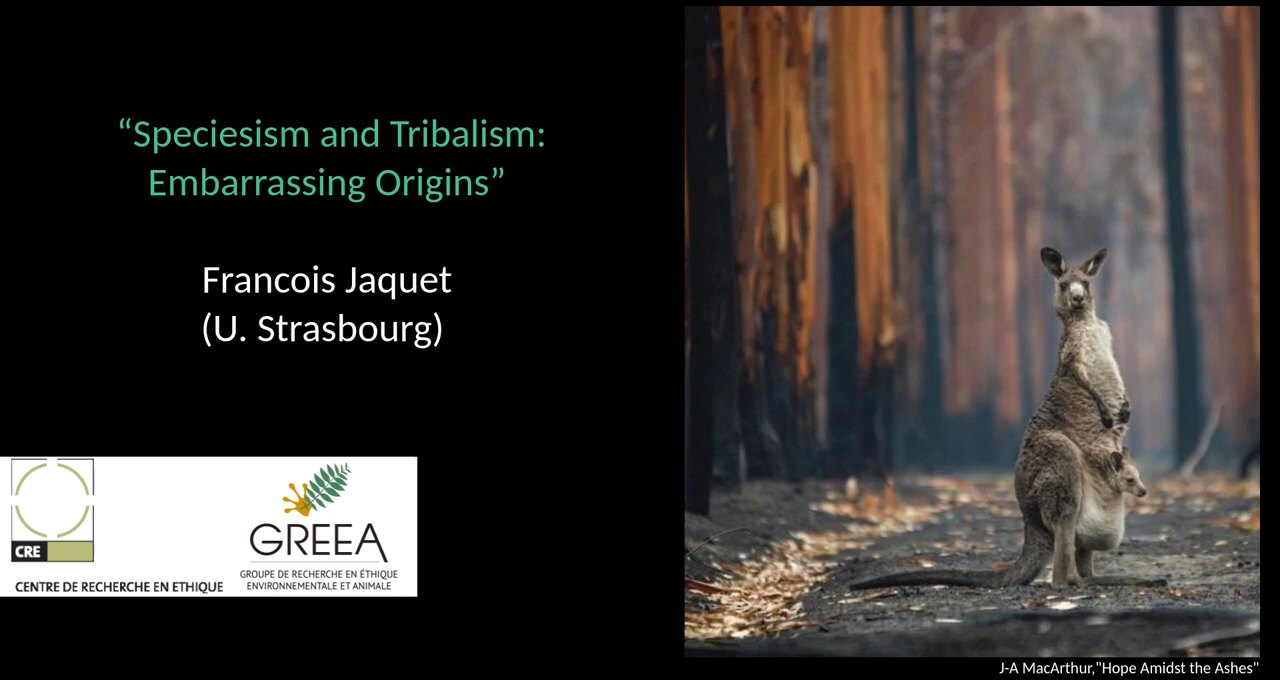 “Speciesism and Tribalism:
Embarrassing Origins”
Francois Jaquet
(U. Strasbourg)
CRE
CENTRE DE RECHERCHE EN ETHIQUE
GREEA
GROUPE DE RECHERCHE EN ÉTHIQUE
ENVIRONNEMENTALE ET ANIMALE
J-A MacArthur,"Hope Amidst the Ashes"